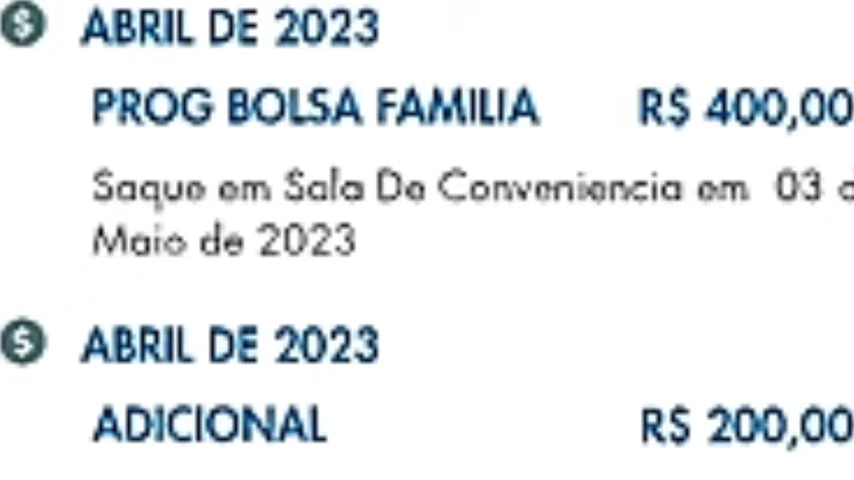 ABRIL DE 2023
PROG BOLSA FAMILIA R$ 400,00
Saque em Sala De Conveniencia em 03
Maio de 2023
ABRIL DE 2023
ADICIONAL R$ 200,00